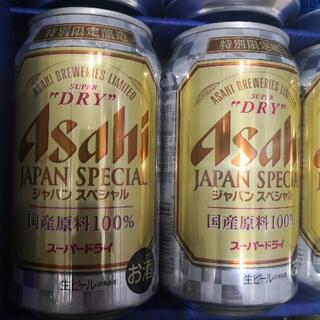 特別限定醸造
ASAHI BREWERIES LIMITED
SUPER
"DRY"
Asahi
JAPAN SPECIAL
ジャパン スペシャル
国産原料100%
スーパードライ
生ビール
お酒
特別限定醸造
ASAHI BREWERIES LIMITED
SUPER
"DRY"
Asahi
JAPAN SPECIAL
ジャパン スペシャル
国産原料100%
スーパードライ
生ビール